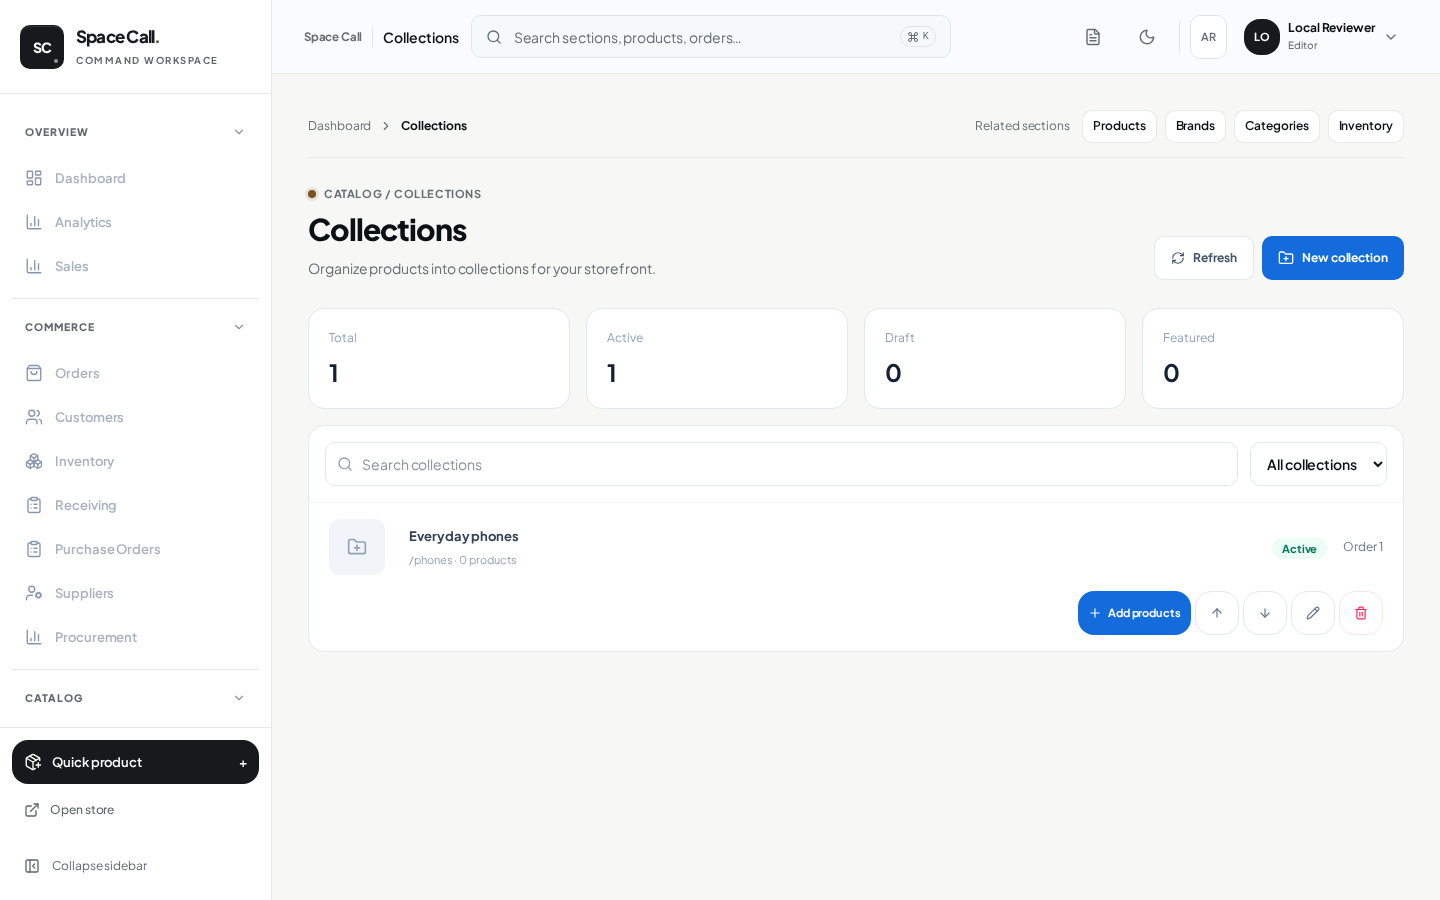 SC
SpaceCall.
COMMAND WORKSPACE
OVERVIEW
Dashboard
Analytics
Sales
COMMERCE
Orders
Customers
Inventory
Receiving
Purchase Orders
Suppliers
Procurement
CATALOG
Quick product +
Open store
Collapse sidebar
Space Call
Collections
Search sections, products, orders...
⌘ K
AR
LO
Local Reviewer
Editor
Dashboard > Collections
Related sections
Products
Brands
Categories
Inventory
CATALOG / COLLECTIONS
Collections
Organize products into collections for your storefront.
Refresh
New collection
Total
1
Active
1
Draft
0
Featured
0
Search collections
All collections
Everyday phones
/phones · 0 products
Active
Order 1
+ Add products